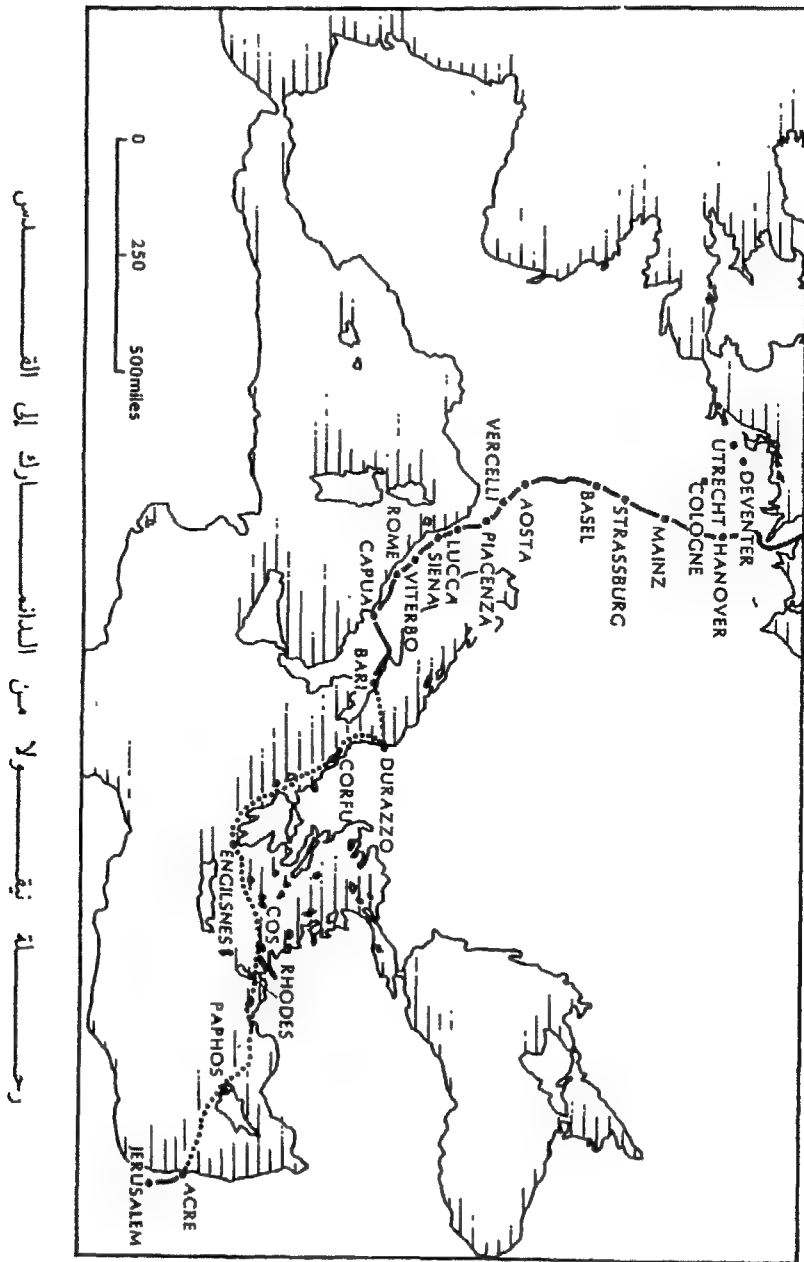 DEVENTER
UTRECHT
HANOVER
COLOGNE
MAINZ
STRASSBURG
BASEL
AOSTA
VERCELLI
PIACENZA
LUCCA
SIENA
VITERBO
ROME
CAPUA
BARI
DURAZZO
CORFU
ENGILSNES
COS
RHODES
PAPHOS
ACRE
JERUSALEM
0 250 500miles
رحلة نيقولا من الدانمارك إلى القدس